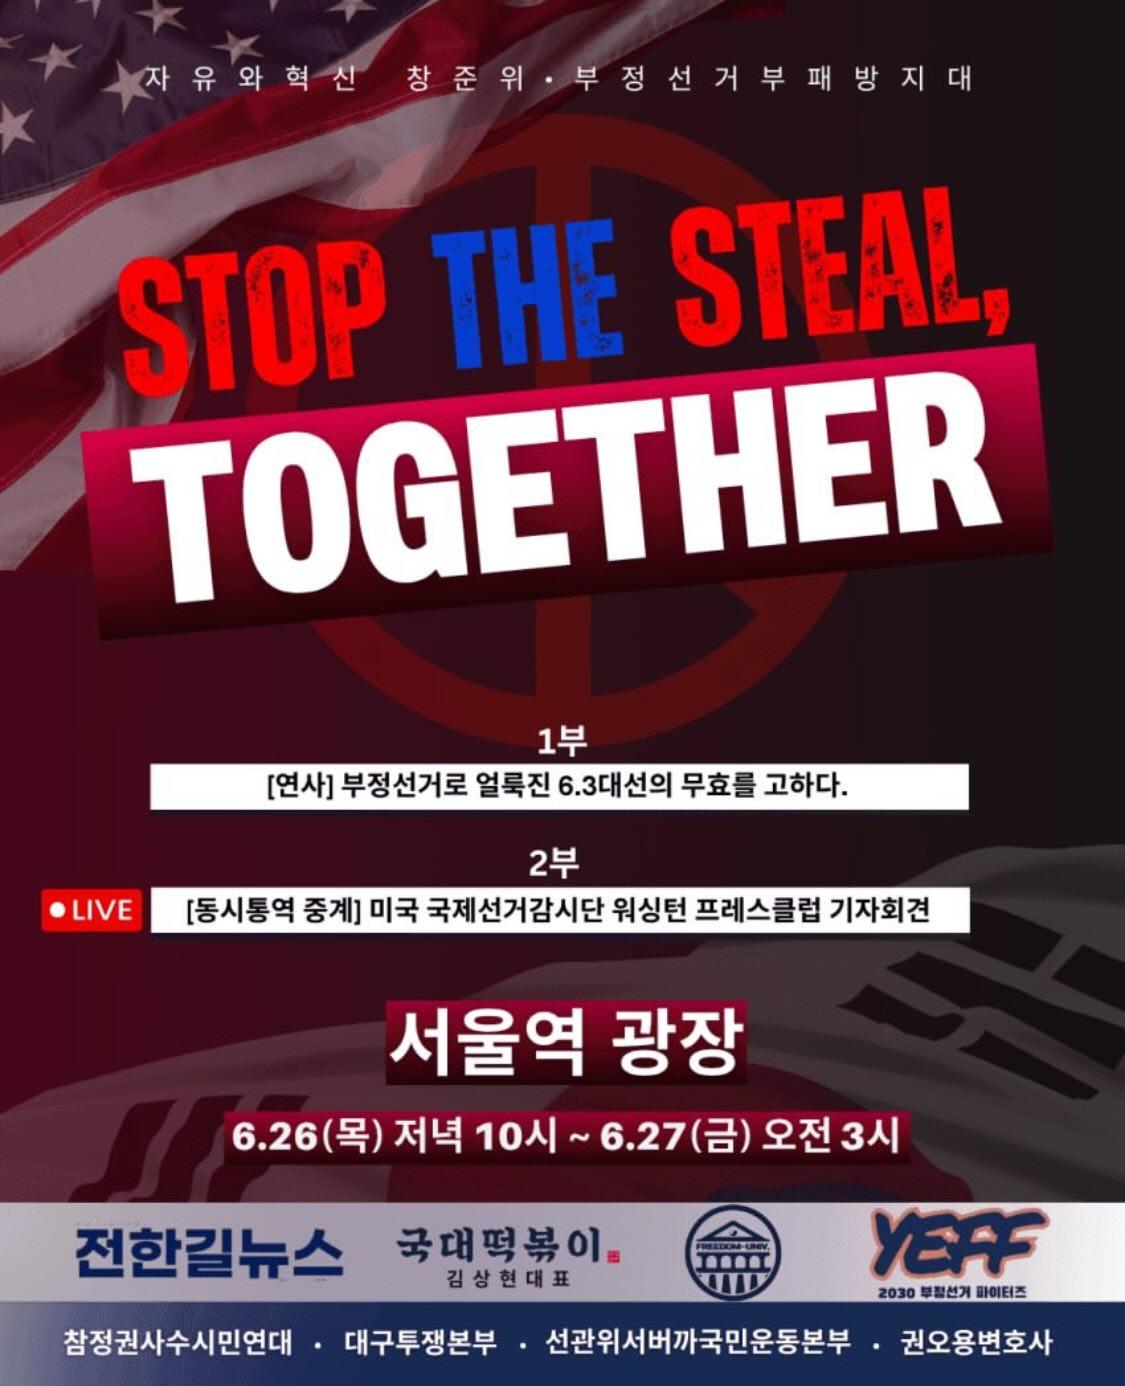 자유와혁신 창준위·부정선거부패방지대
STOP THE STEAL,
TOGETHER
1부
[연사] 부정선거로 얼룩진 6.3대선의 무효를 고하다.
2부
LIVE [동시통역 중계] 미국 국제선거감시단 워싱턴 프레스클럽 기자회견
서울역 광장
6.26(목) 저녁 10시 ~ 6.27(금) 오전 3시
전한길뉴스 국대떡볶이 FREEDOM-UNIV. YEFF
김상현대표 2030 부정선거 파이터즈
참정권사수시민연대 · 대구투쟁본부 · 선관위서버까국민운동본부 · 권오용변호사